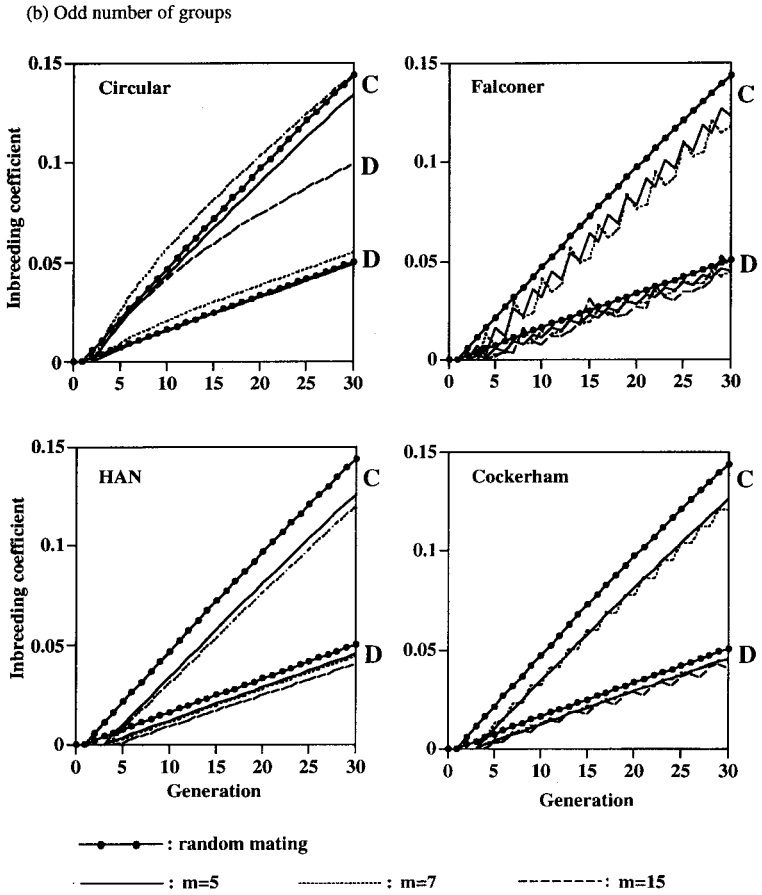 (b) Odd number of groups
Circular
0.15
0.1
0.05
0
Inbreeding coefficient
C
D
D
0 5 10 15 20 25 30
Falconer
0.15
0.1
0.05
0
C
D
0 5 10 15 20 25 30
HAN
0.15
0.1
0.05
0
Inbreeding coefficient
C
D
0 5 10 15 20 25 30
Generation
Cockerham
0.15
0.1
0.05
0
C
D
0 5 10 15 20 25 30
Generation
: random mating
: m=5 : m=7 : m=15